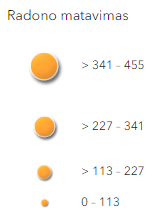 Radono matavimas
> 341 – 455
> 227 – 341
> 113 – 227
0 – 113